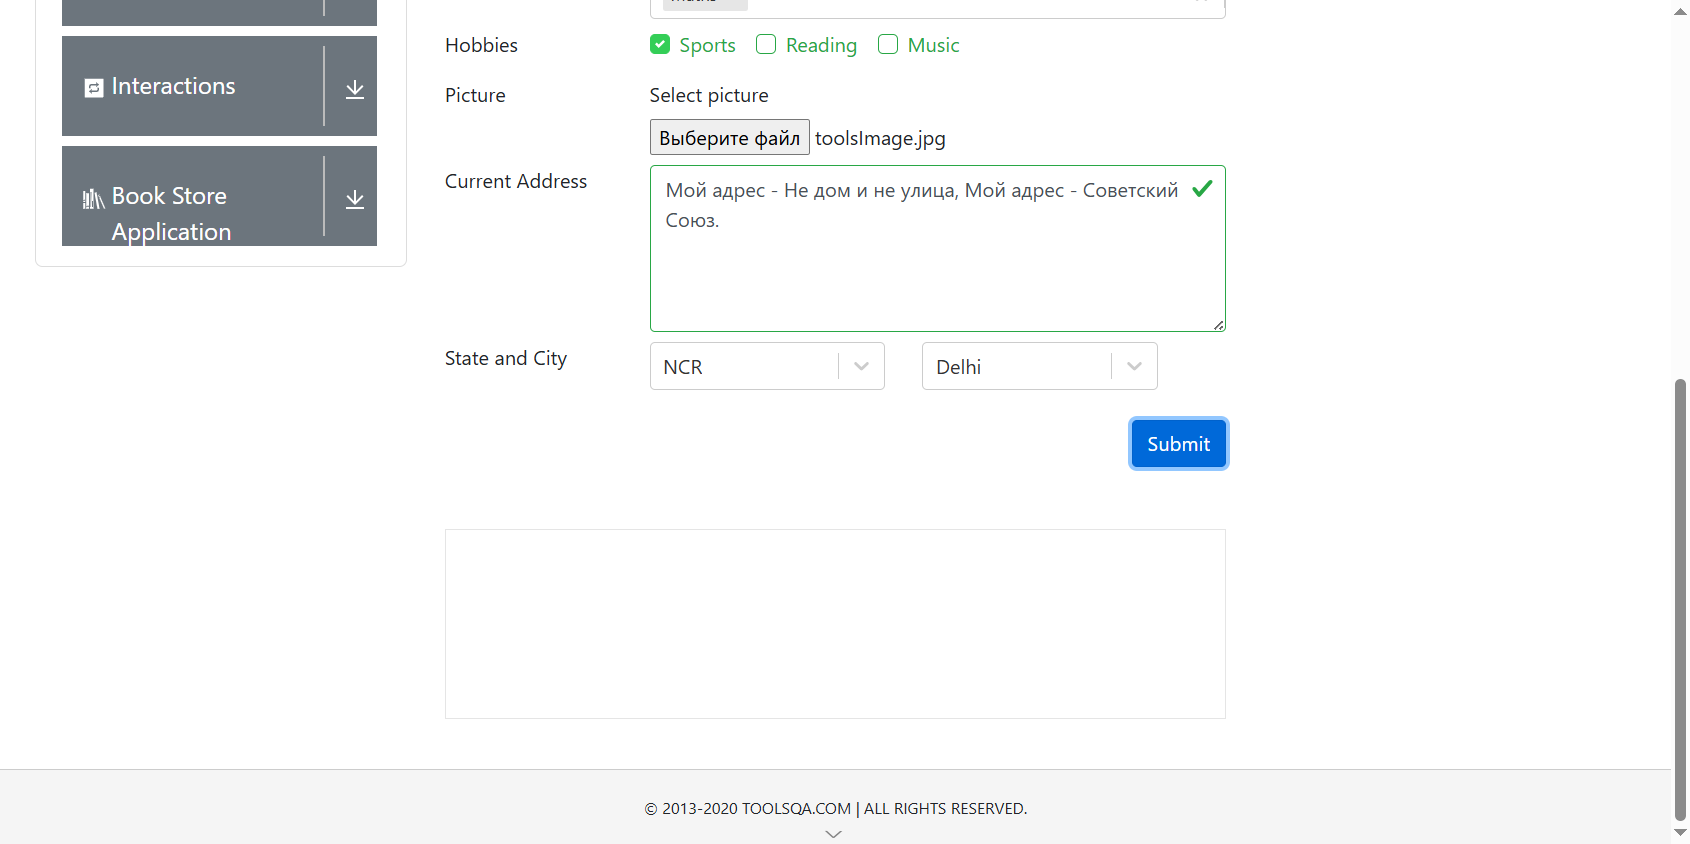 Interactions
Book Store
Application
Hobbies
Sports
Reading
Music
Picture
Select picture
Выберите файл toolsImage.jpg
Current Address
Мой адрес - Не дом и не улица, Мой адрес - Советский
Союз.
State and City
NCR
Delhi
Submit
© 2013-2020 TOOLSQA.COM | ALL RIGHTS RESERVED.